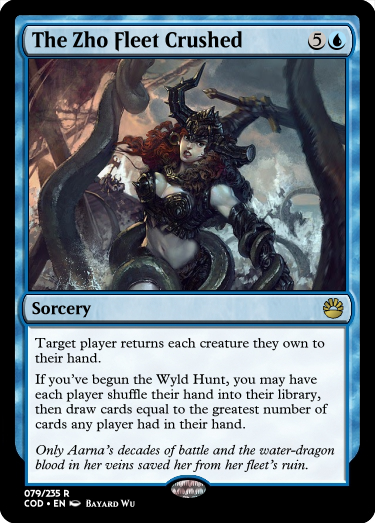 The Zho Fleet Crushed 5
Sorcery
Target player returns each creature they own to
their hand.
If you've begun the Wyld Hunt, you may have
each player shuffle their hand into their library,
then draw cards equal to the greatest number of
cards any player had in their hand.
Only Aarna's decades of battle and the water-dragon
blood in her veins saved her from her fleet's ruin.
079/235 R
COD • EN Bayard Wu